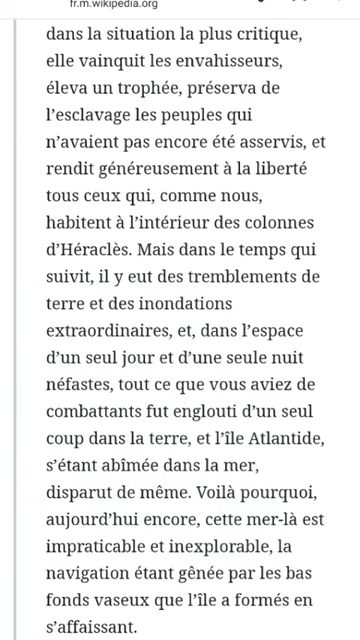 fr.m.wikipedia.org
dans la situation la plus critique,
elle vainquit les envahisseurs,
éleva un trophée, préserva de
l’esclavage les peuples qui
n’avaient pas encore été asservis, et
rendit généreusement à la liberté
tous ceux qui, comme nous,
habitent à l’intérieur des colonnes
d’Héraclès. Mais dans le temps qui
suivit, il y eut des tremblements de
terre et des inondations
extraordinaires, et, dans l’espace
d’un seul jour et d’une seule nuit
néfastes, tout ce que vous aviez de
combattants fut englouti d’un seul
coup dans la terre, et l’île Atlantide,
s’étant abîmée dans la mer,
disparut de même. Voilà pourquoi,
aujourd’hui encore, cette mer-là est
impraticable et inexplorable, la
navigation étant gênée par les bas
fonds vaseux que l’île a formés en
s’affaissant.